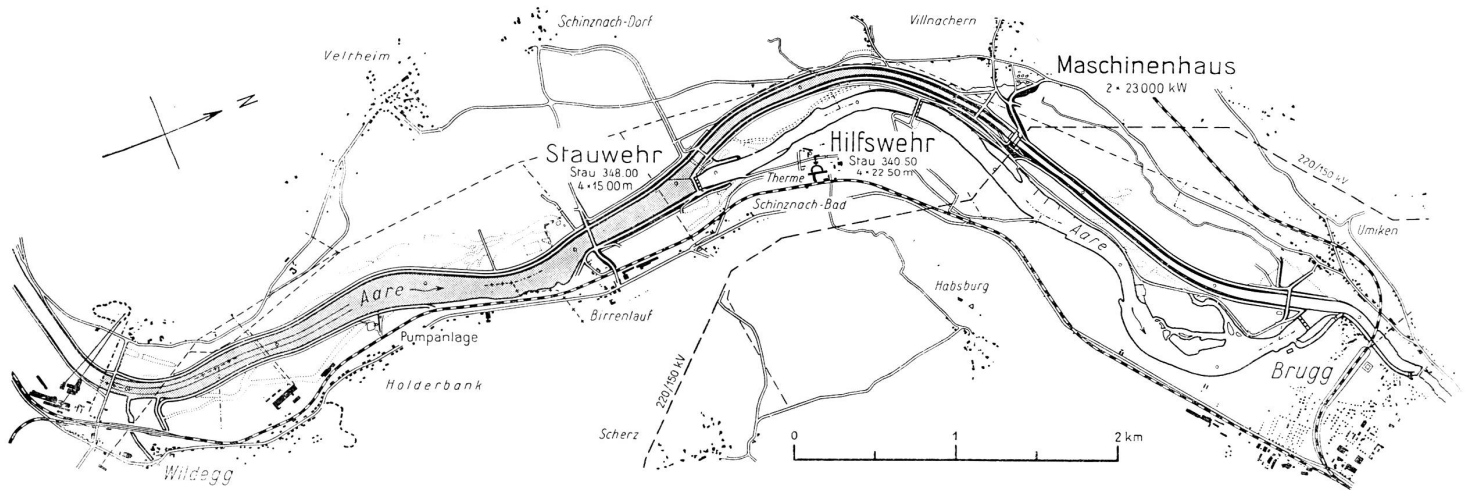 Schinznach-Dorf
Villnachern
Veltheim
Maschinenhaus
2 × 23000 kW
N
Stauwehr
Stau 348.00
4 × 15.00 m
Hilfswehr
Stau 340.50
4 × 22.50 m
220/150 kV
Therme
Schinznach-Bad
Umiken
Aare
Aare
Habsburg
Birrenlauf
Pumpanlage
Holderbank
220/150 kV
Brugg
Scherz
0 1 2 km
Wildegg